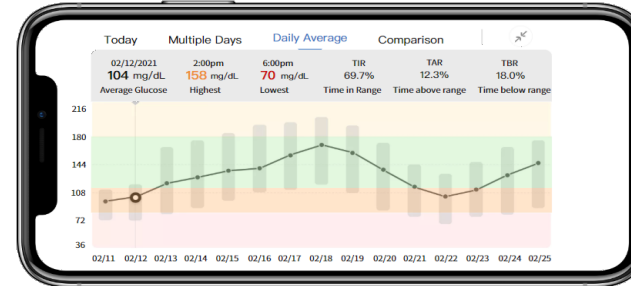 Today Multiple Days Daily Average Comparison
02/12/2021 2:00pm 6:00pm TIR TAR TBR
104 mg/dL 158 mg/dL 70 mg/dL 69.7% 12.3% 18.0%
Average Glucose Highest Lowest Time in Range Time above range Time below range
216
180
144
108
72
36
02/11 02/12 02/13 02/14 02/15 02/16 02/17 02/18 02/19 02/20 02/21 02/22 02/23 02/24 02/25